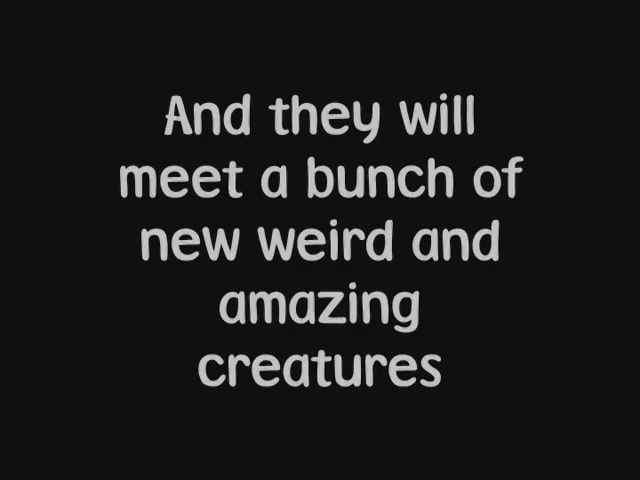 And they will
meet a bunch of
new weird and
amazing
creatures